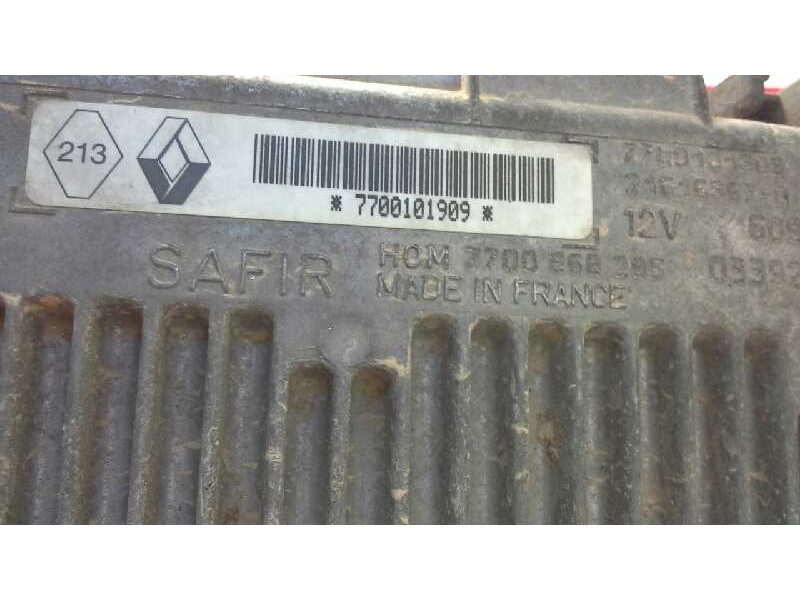 213
* 7700101909 *
12V
SAFIR
HOM 7700 868 295
MADE IN FRANCE